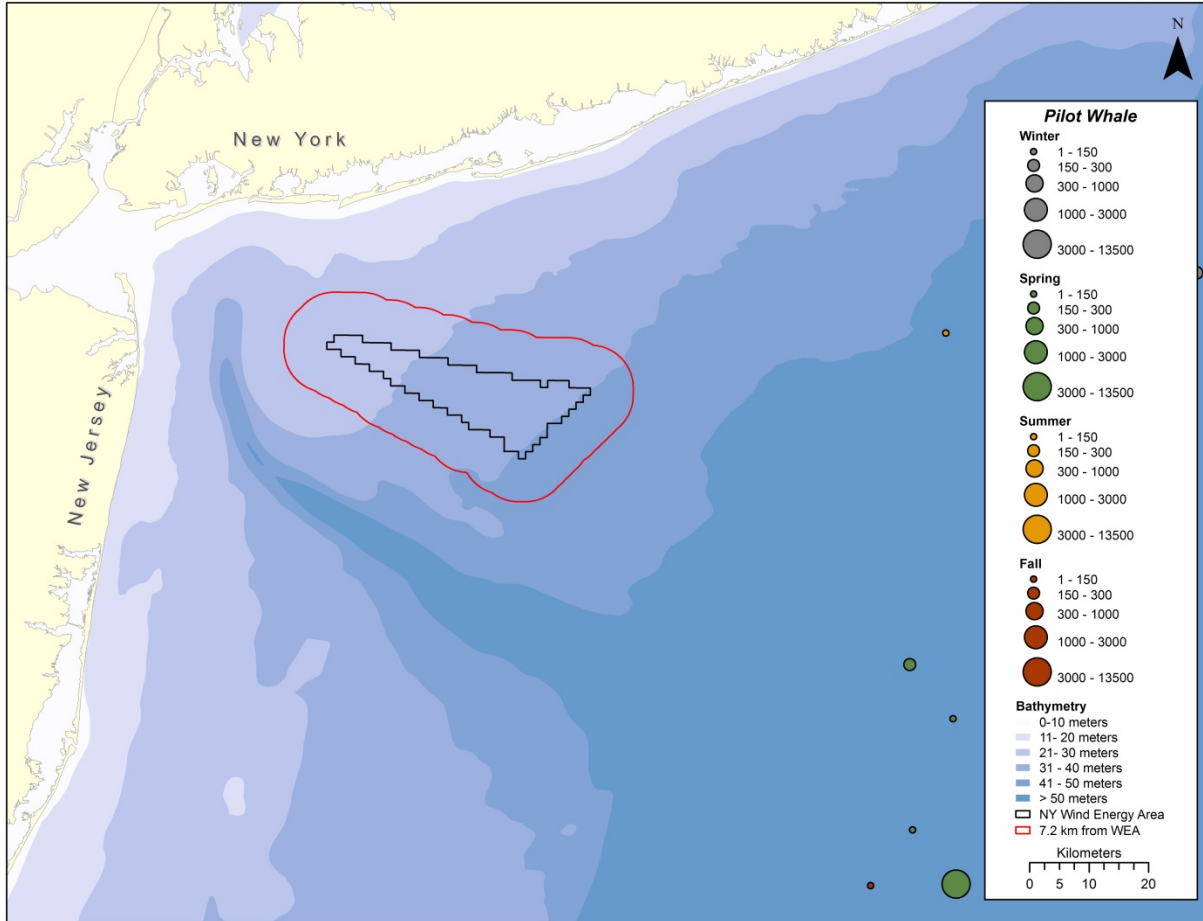 N
New York
New Jersey
Pilot Whale
Winter
1 - 150
150 - 300
300 - 1000
1000 - 3000
3000 - 13500
Spring
1 - 150
150 - 300
300 - 1000
1000 - 3000
3000 - 13500
Summer
1 - 150
150 - 300
300 - 1000
1000 - 3000
3000 - 13500
Fall
1 - 150
150 - 300
300 - 1000
1000 - 3000
3000 - 13500
Bathymetry
0-10 meters
11- 20 meters
21- 30 meters
31 - 40 meters
41 - 50 meters
> 50 meters
NY Wind Energy Area
7.2 km from WEA
Kilometers
0 5 10 20